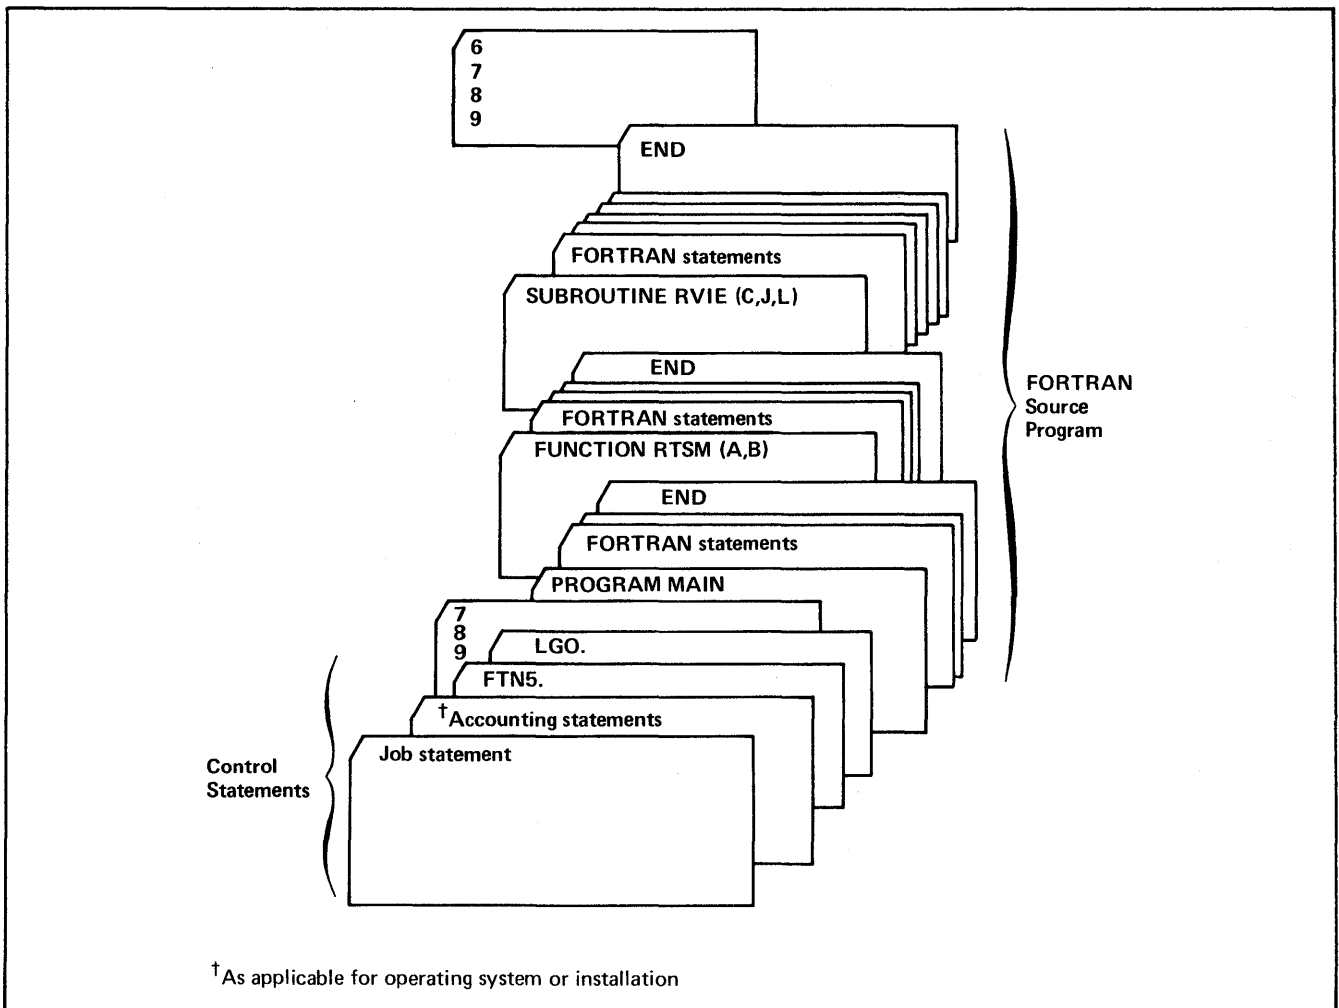 6
7
8
9
END
FORTRAN statements
SUBROUTINE RVIE (C,J,L)
END
FORTRAN statements
FUNCTION RTSM (A,B)
END
FORTRAN statements
PROGRAM MAIN
7
8
9
LGO.
FTN5.
†Accounting statements
Job statement
FORTRAN
Source
Program
Control
Statements
†As applicable for operating system or installation